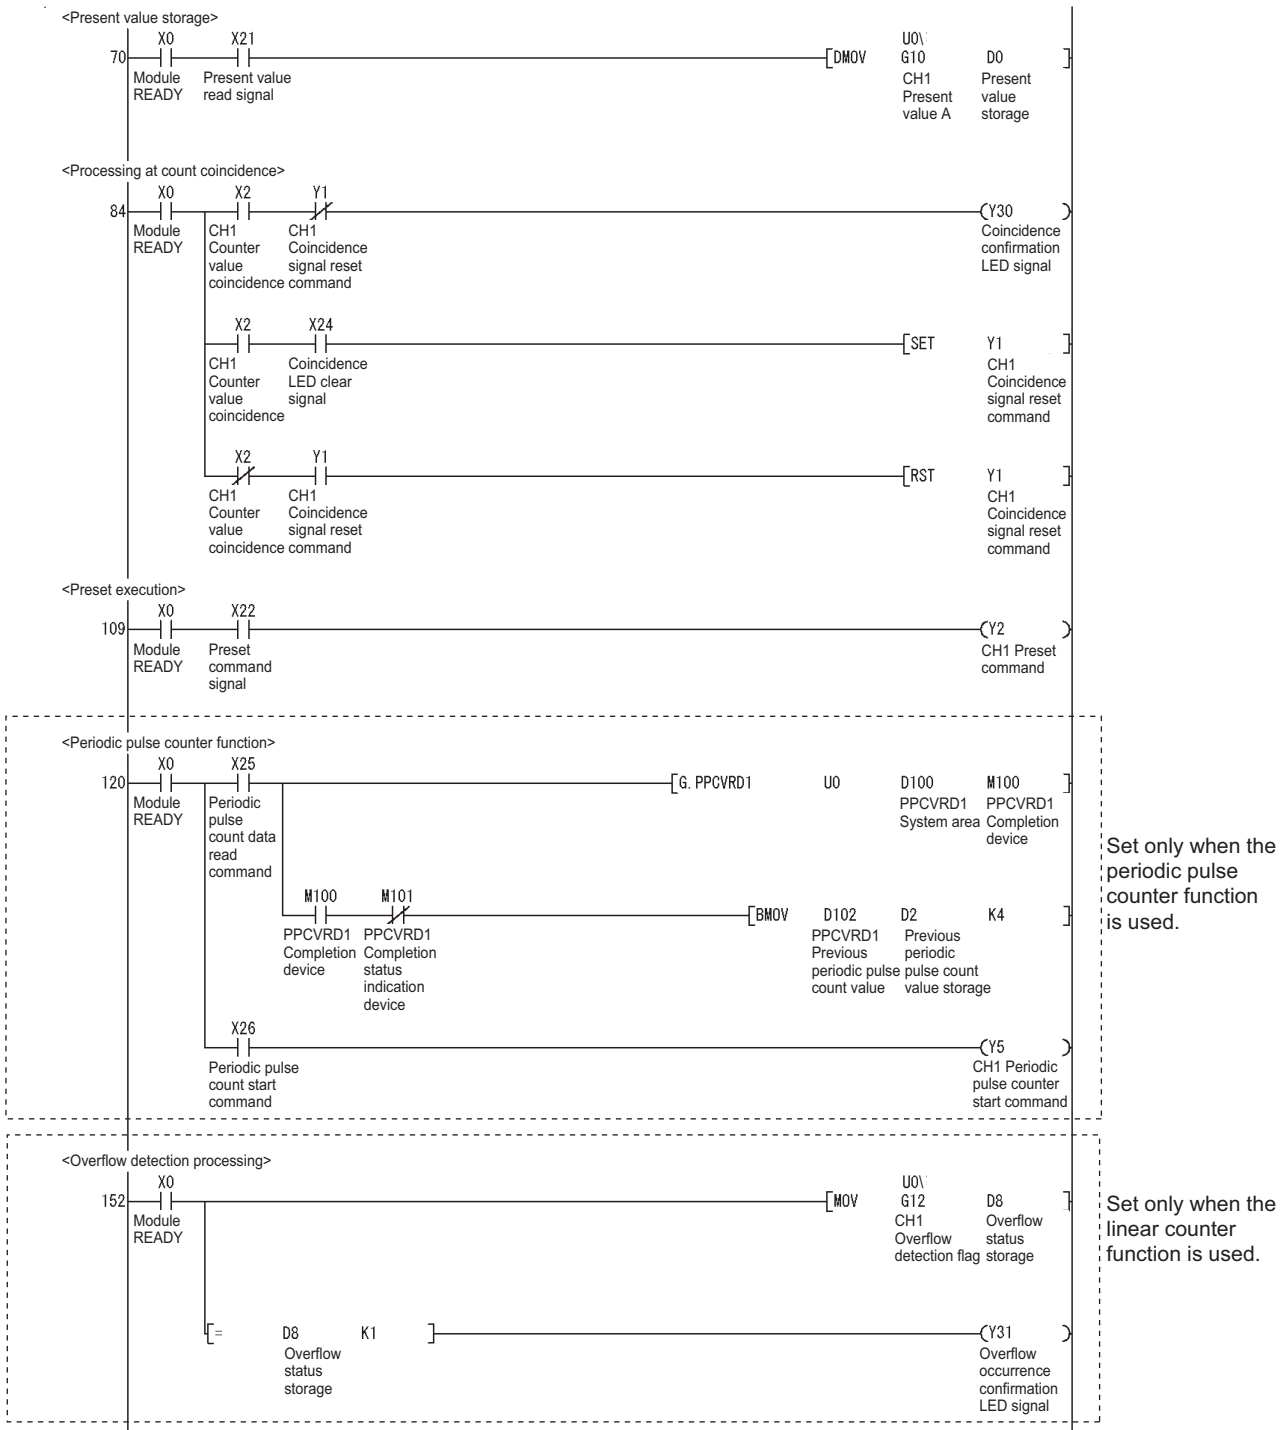 <Present value storage>
X0 X21 U0\
70 [DMOV G10 D0 ]
Module READY
Present value read signal
CH1 Present value A
Present value storage
<Processing at count coincidence>
X0 X2 Y1
84 (Y30 )
Module READY
CH1 Counter value coincidence
CH1 Coincidence signal reset command
Coincidence confirmation LED signal
X2 X24
[SET Y1 ]
CH1 Counter value coincidence
Coincidence LED clear signal
CH1 Coincidence signal reset command
X2 Y1
[RST Y1 ]
CH1 Counter value coincidence
CH1 Coincidence signal reset command
CH1 Coincidence signal reset command
<Preset execution>
X0 X22
109 (Y2 )
Module READY
Preset command signal
CH1 Preset command
<Periodic pulse counter function>
X0 X25
120 [G.PPCVRD1 U0 D100 M100 ]
Module READY
Periodic pulse count data read command
PPCVRD1 System area
PPCVRD1 Completion device
M100 M101
[BMOV D102 D2 K4 ]
PPCVRD1 Completion device
PPCVRD1 Completion status indication device
PPCVRD1 Previous periodic pulse count value
Previous periodic pulse count value storage
X26
(Y5 )
Periodic pulse count start command
CH1 Periodic pulse counter start command
Set only when the
periodic pulse
counter function
is used.
<Overflow detection processing>
X0 U0\
152 [MOV G12 D8 ]
Module READY
CH1 Overflow detection flag
Overflow status storage
[= D8 K1 ] (Y31 )
Overflow status storage
Overflow occurrence confirmation LED signal
Set only when the
linear counter
function is used.